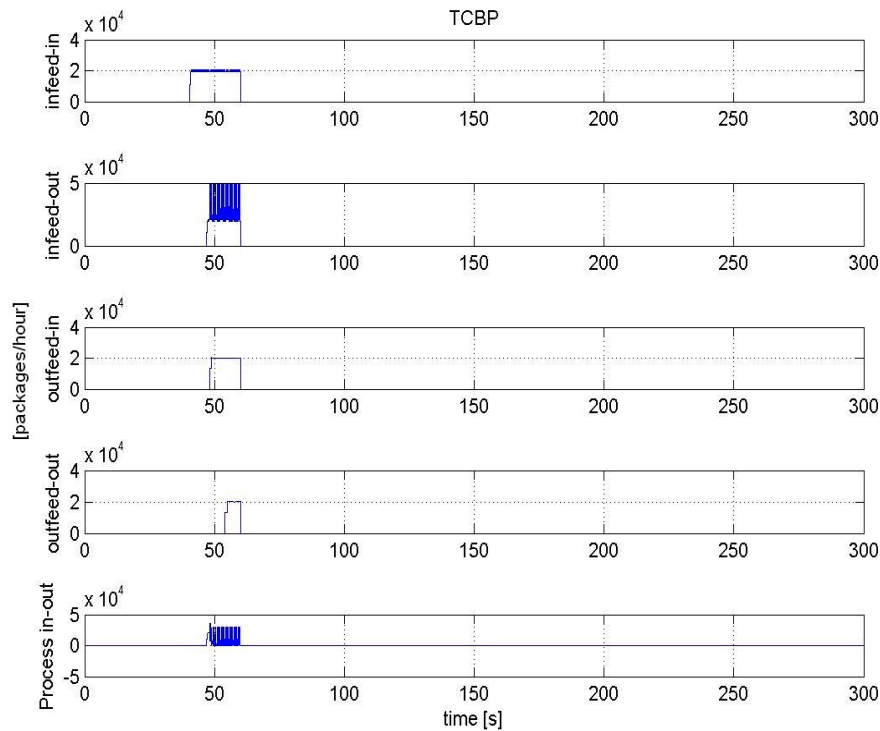 TCBP
x 10^4
infeed-in
4
2
0
0 50 100 150 200 250 300
x 10^4
infeed-out
5
0
0 50 100 150 200 250 300
x 10^4
[packages/hour]
outfeed-in
4
2
0
0 50 100 150 200 250 300
x 10^4
outfeed-out
4
2
0
0 50 100 150 200 250 300
x 10^4
Process in-out
5
0
-5
0 50 100 150 200 250 300
time [s]